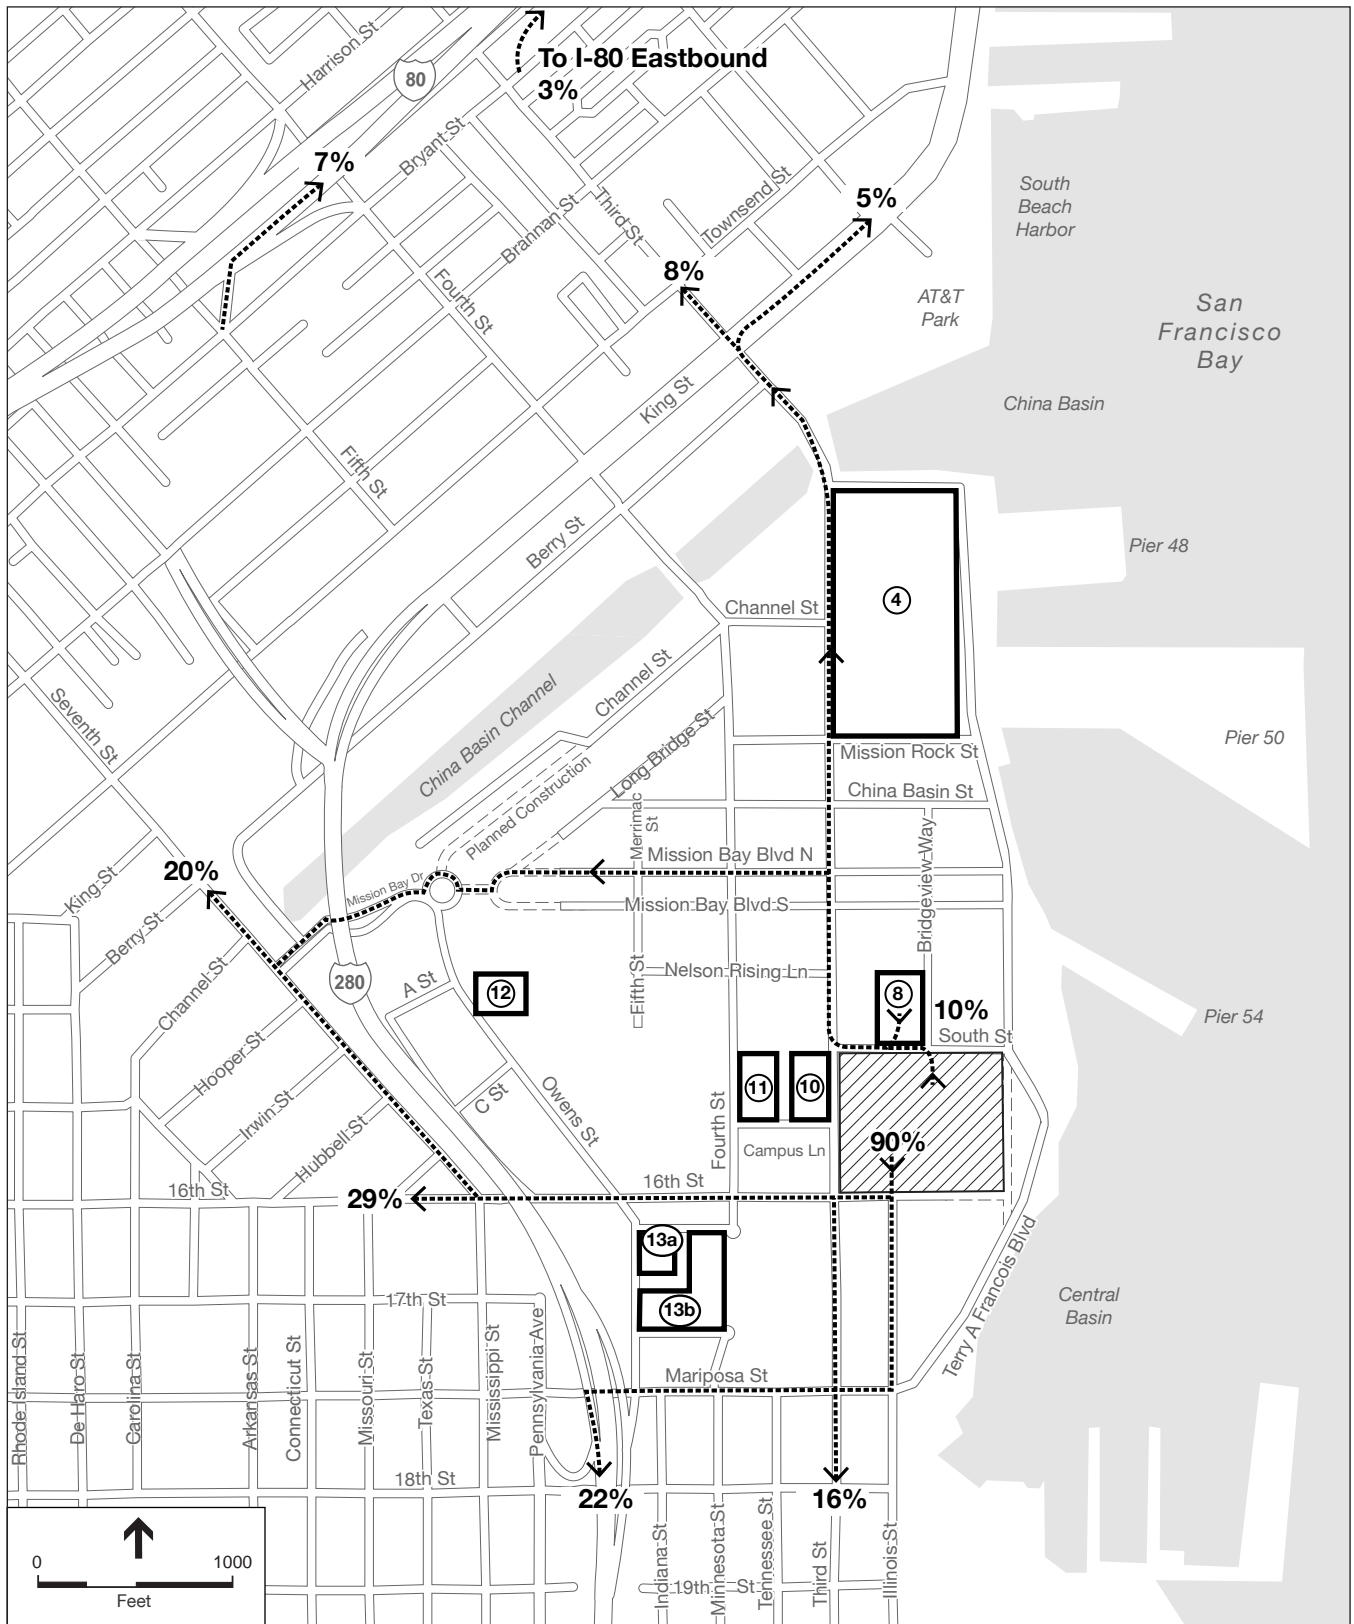 Harrison St
80
To I-80 Eastbound
3%
Bryant St
7%
Third St
Brannan St
Townsend St
5%
South
Beach
Harbor
8%
Fourth St
AT&T
Park
San
Francisco
Bay
King St
China Basin
Fifth St
Berry St
Pier 48
4
Channel St
Channel St
Seventh St
China Basin Channel
Long Bridge St
Planned Construction
Mission Rock St
Pier 50
China Basin St
Merrimac
St
Bridgeview Way
Mission Bay Blvd N
20%
King St
Mission Bay Dr
Mission Bay Blvd S
Berry St
Channel St
280
A St
12
Fifth St
Nelson Rising Ln
8
10%
South St
Pier 54
Hooper St
C St
Owens St
11
10
Irwin St
Hubbell St
Fourth St
Campus Ln
90%
16th St
29%
16th St
13a
13b
Terry A Francois Blvd
Central
Basin
17th St
Rhode Island St
De Haro St
Carorina St
Arkansas St
Connecticut St
Missouri St
Texas St
Mississippi St
Pennsylvania Ave
Mariposa St
18th St
22%
16%
Indiana St
Minnesota St
Tennessee St
Third St
Illinois St
19th St
0
1000
Feet